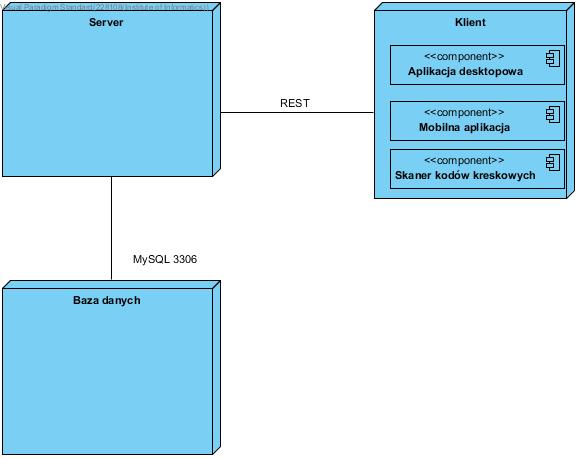 Visual Paradigm Standard(228108(Institute of Informatics))
Server
Klient
<<component>>
Aplikacja desktopowa
<<component>>
Mobilna aplikacja
<<component>>
Skaner kodów kreskowych
REST
MySQL 3306
Baza danych